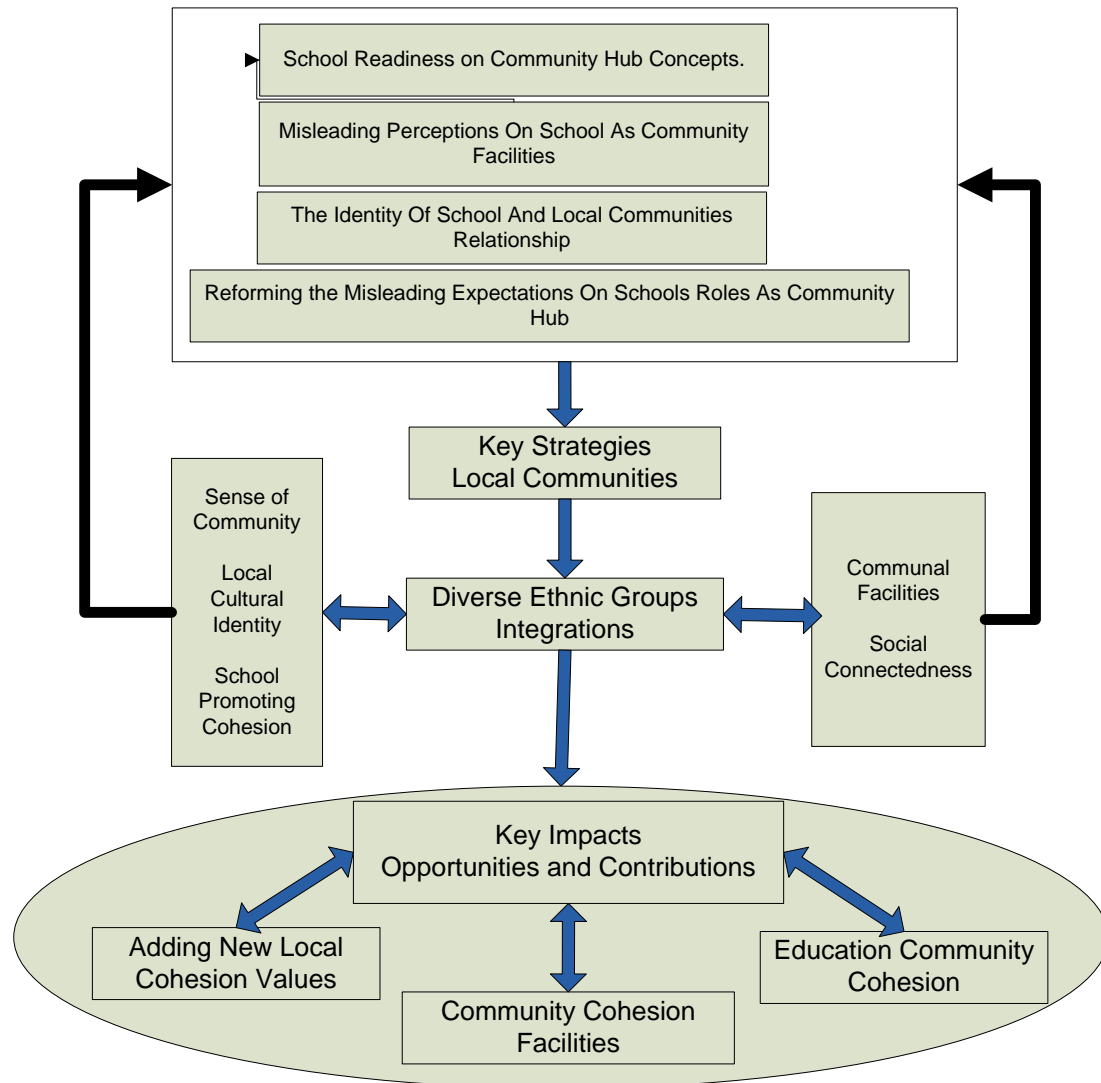 School Readiness on Community Hub Concepts.
Misleading Perceptions On School As Community
Facilities
The Identity Of School And Local Communities
Relationship
Reforming the Misleading Expectations On Schools Roles As Community
Hub
Key Strategies
Local Communities
Sense of
Community
Local
Cultural
Identity
School
Promoting
Cohesion
Diverse Ethnic Groups
Integrations
Communal
Facilities
Social
Connectedness
Key Impacts
Opportunities and Contributions
Adding New Local
Cohesion Values
Community Cohesion
Facilities
Education Community
Cohesion